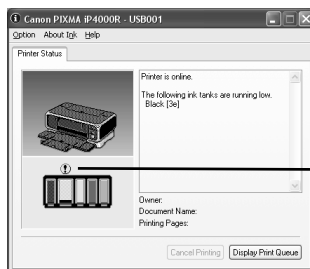 Canon PIXMA iP4000R - USB001
Option About Ink Help
Printer Status
Printer is online.
The following ink tanks are running low.
Black [3e]
Owner:
Document Name:
Printing Pages:
Cancel Printing Display Print Queue